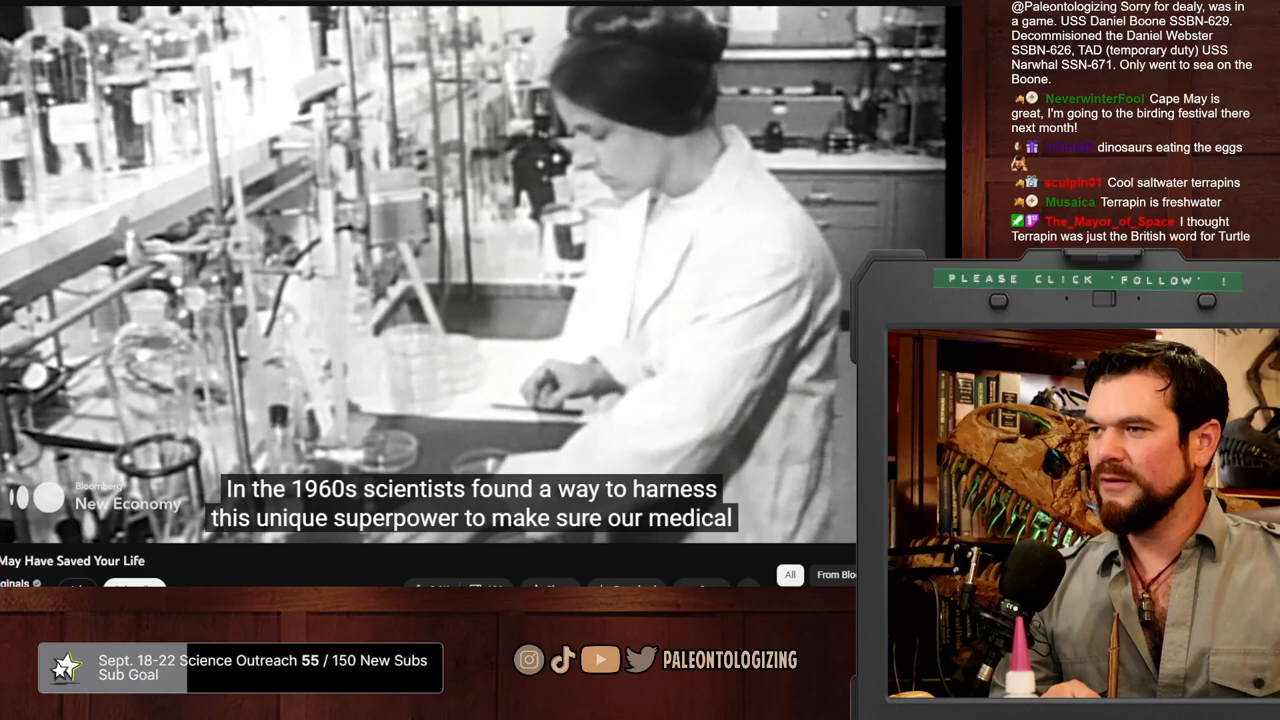 @Paleontologizing Sorry for dealy, was in
a game. USS Daniel Boone SSBN-629.
Decommisioned the Daniel Webster
SSBN-626, TAD (temporary duty) USS
Narwhal SSN-671. Only went to sea on the
Boone.
NeverwinterFool Cape May is
great, I'm going to the birding festival there
next month!
dinosaurs eating the eggs
sculpin01 Cool saltwater terrapins
Musaica Terrapin is freshwater
The_Mayor_of_Space I thought
Terrapin was just the British word for Turtle
PLEASE CLICK "FOLLOW" !
Bloomberg
New Economy
In the 1960s scientists found a way to harness
this unique superpower to make sure our medical
May Have Saved Your Life
ginals
All
From Blo
Sept. 18-22 Science Outreach 55 / 150 New Subs
Sub Goal
PALEONTOLOGIZING